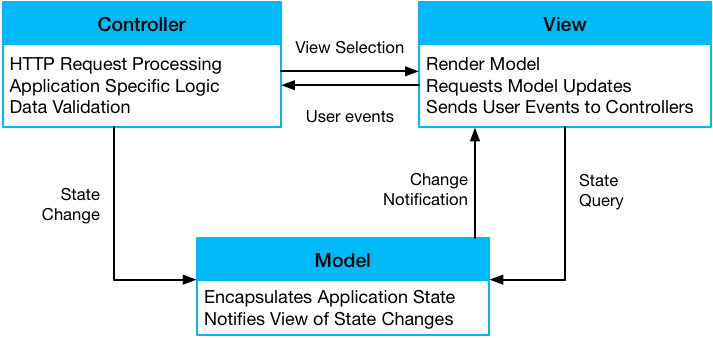 Controller
HTTP Request Processing
Application Specific Logic
Data Validation
View Selection
User events
View
Render Model
Requests Model Updates
Sends User Events to Controllers
State
Change
Change
Notification
State
Query
Model
Encapsulates Application State
Notifies View of State Changes